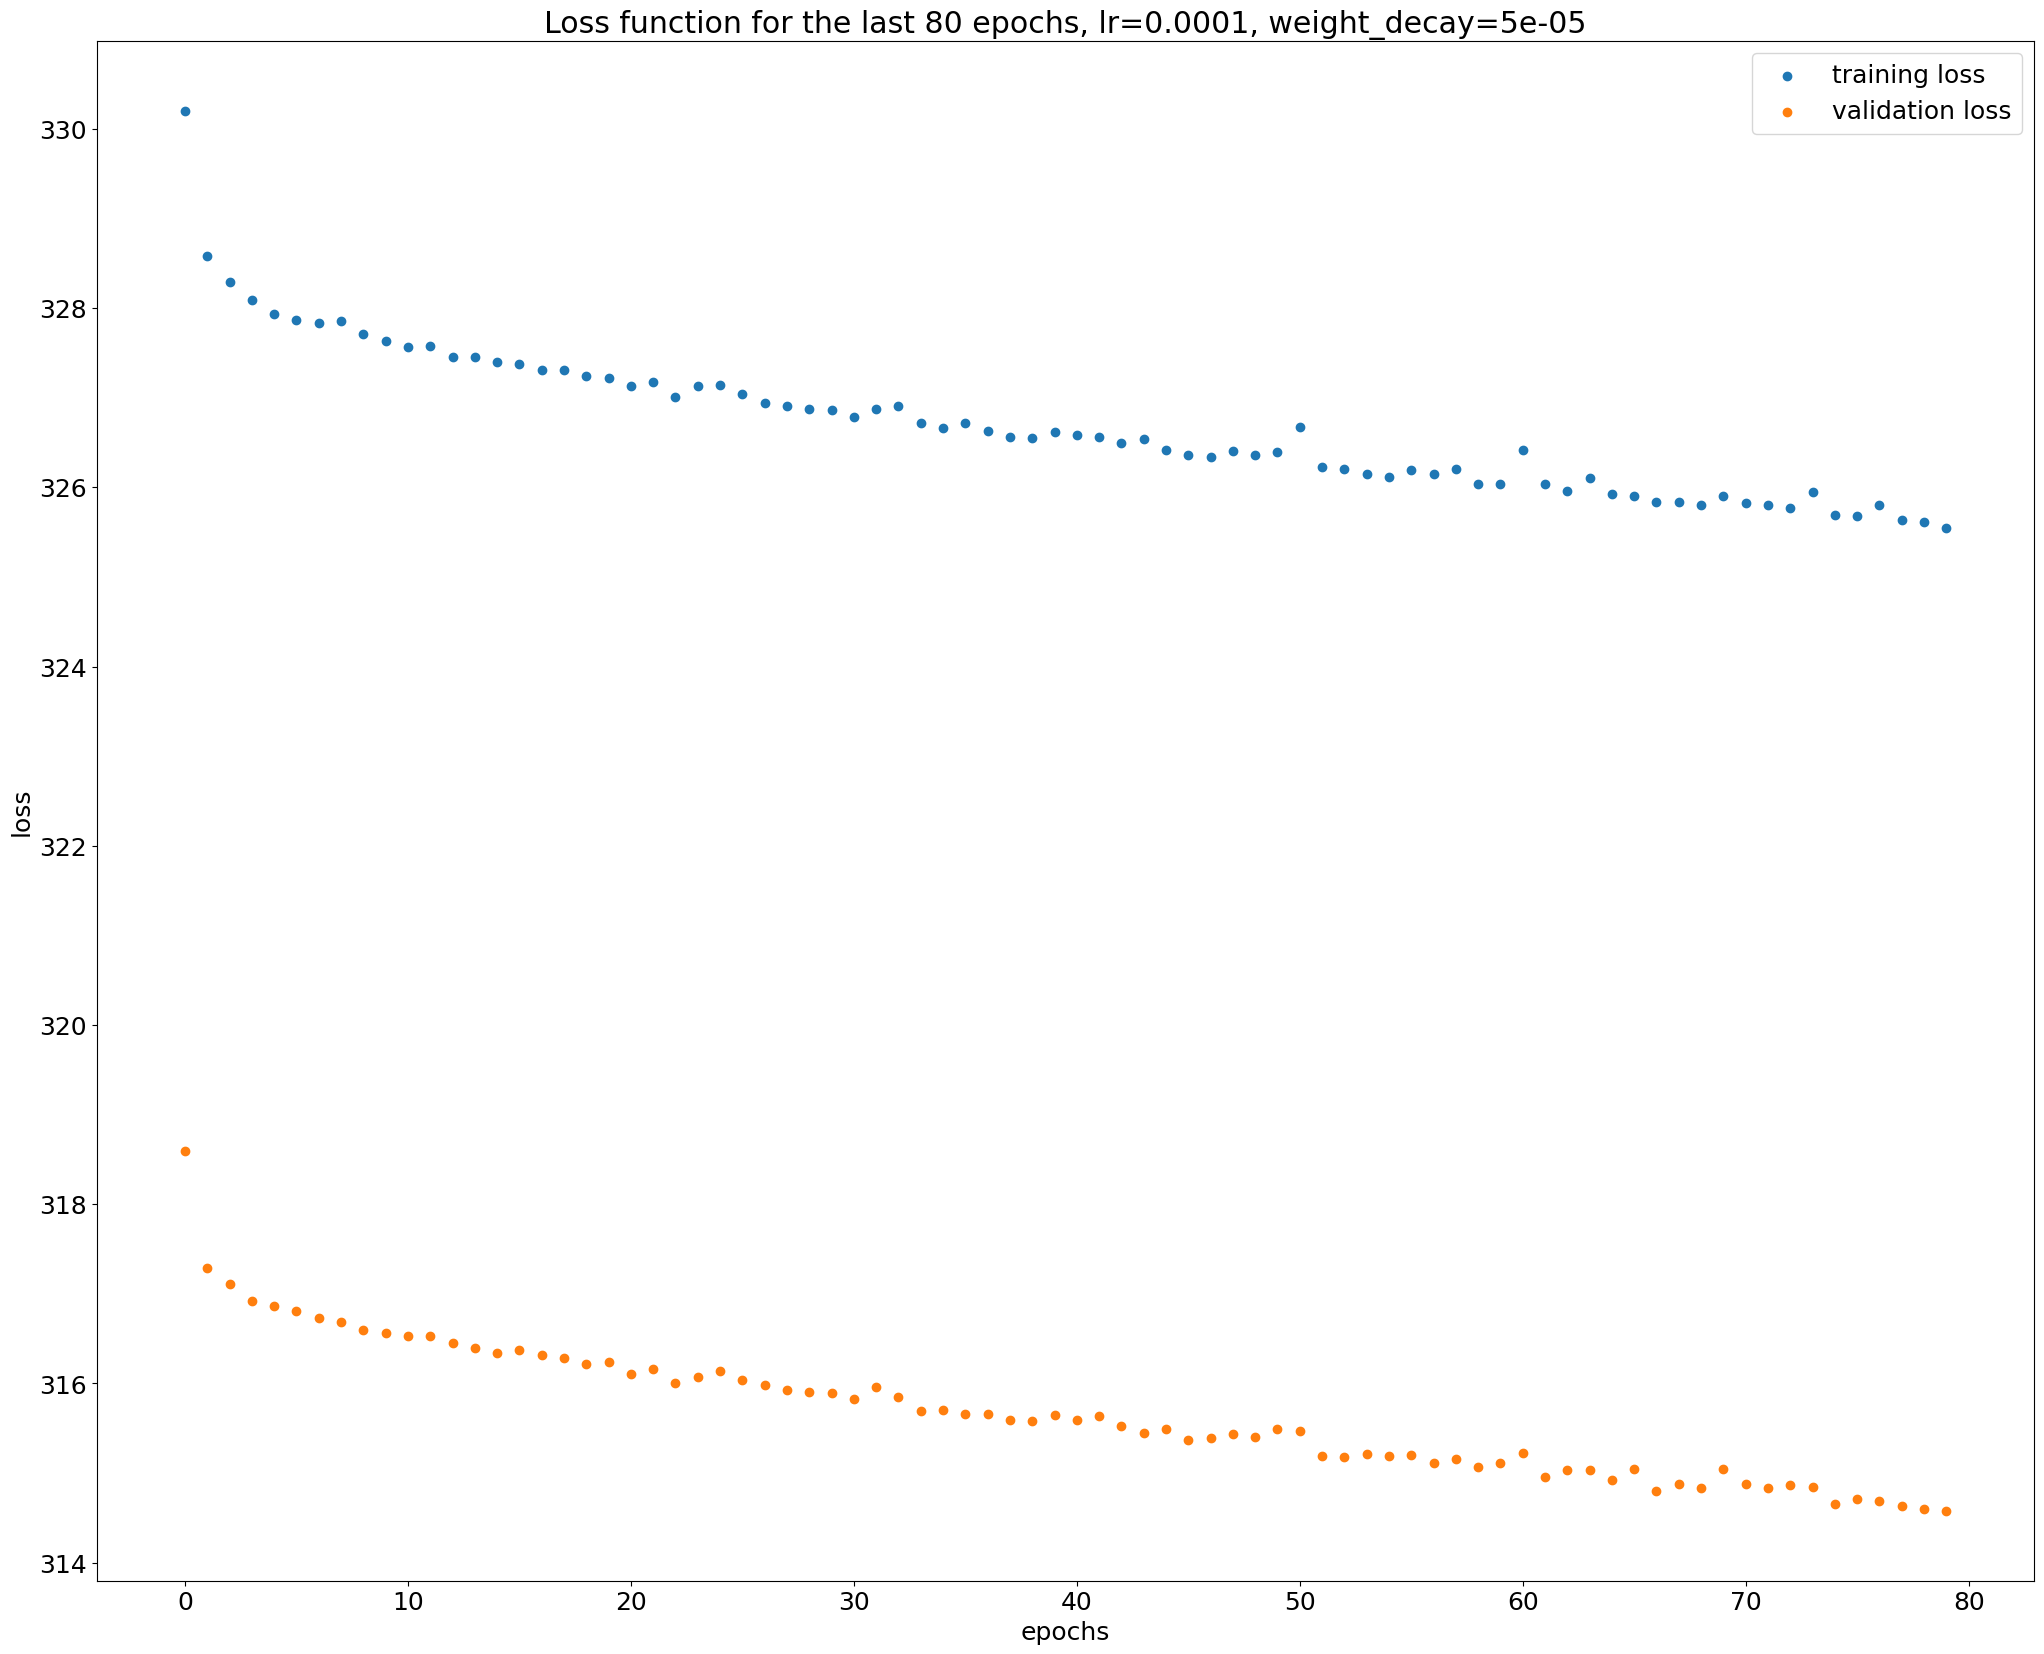 Loss function for the last 80 epochs, lr=0.0001, weight_decay=5e-05
training loss
validation loss
330
328
326
324
322
320
318
316
314
loss
0 10 20 30 40 50 60 70 80
epochs